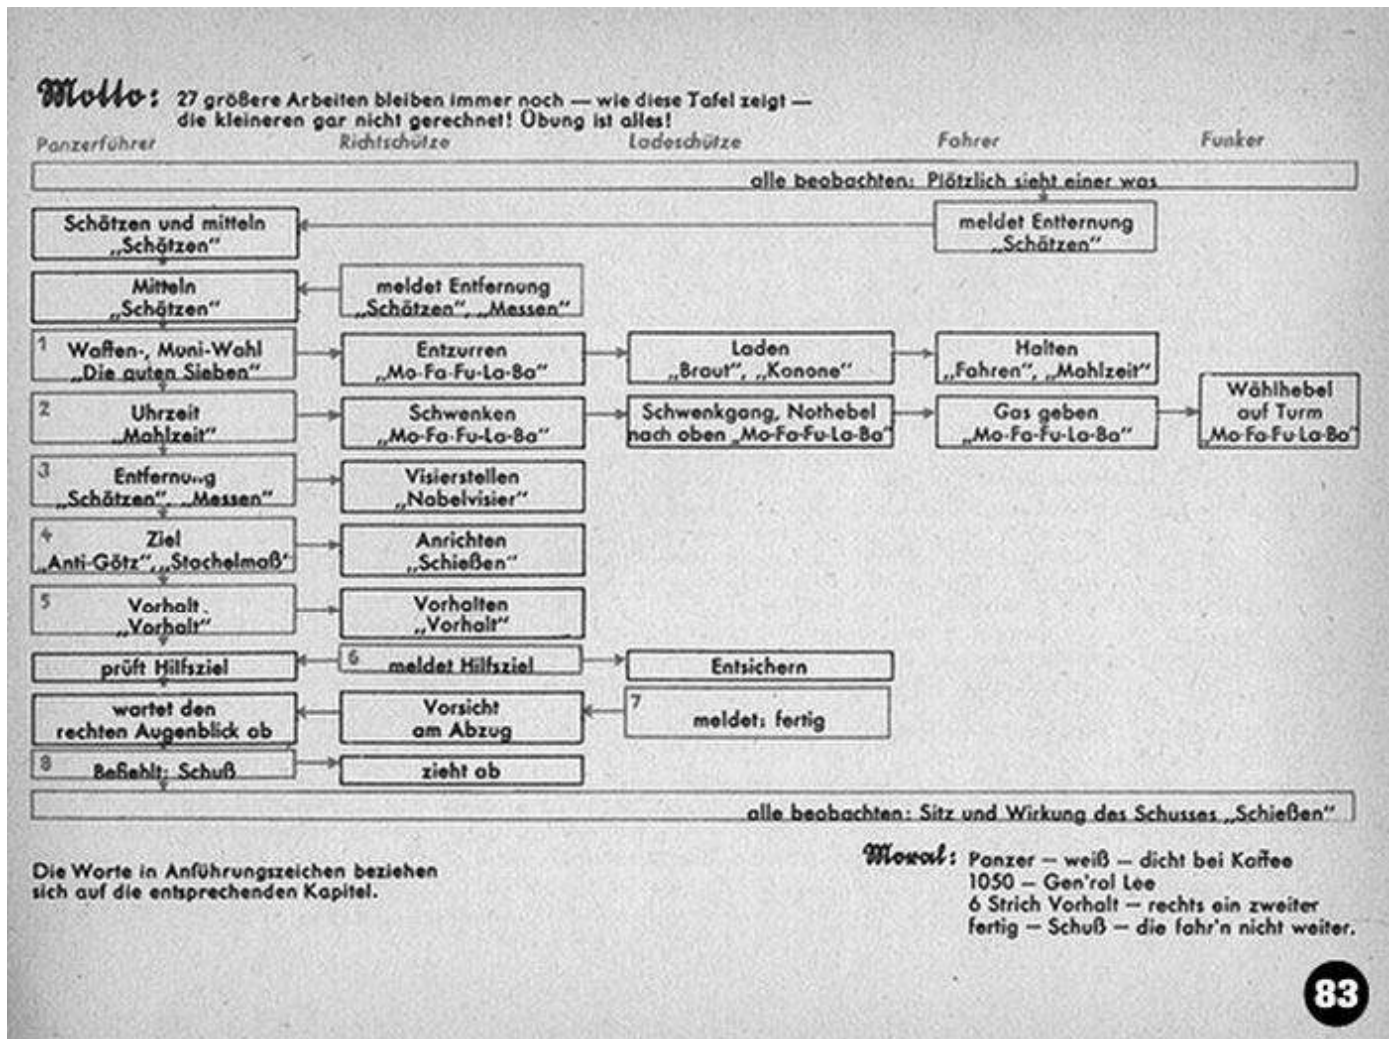 Motto: 27 größere Arbeiten bleiben immer noch — wie diese Tafel zeigt —
die kleineren gar nicht gerechnet! Übung ist alles!
Panzerführer Richtschütze Ladeschütze Fahrer Funker
alle beobachten: Plötzlich sieht einer was
Schätzen und mitteln
„Schätzen“
meldet Entfernung
„Schätzen“
Mitteln
„Schätzen“
meldet Entfernung
„Schätzen“, „Messen“
1 Waffen-, Muni-Wahl
„Die guten Sieben“
Entzurren
„Mo-Fa-Fu-La-Ba“
Laden
„Braut“, „Kanone“
Halten
„Fahren“, „Mahlzeit“
2 Uhrzeit
„Mahlzeit“
Schwenken
„Mo-Fa-Fu-La-Ba“
Schwenkgang, Nothebel
nach oben „Mo-Fa-Fu-La-Ba“
Gas geben
„Mo-Fa-Fu-La-Ba“
Wählhebel
auf Turm
„Mo-Fa-Fu-La-Ba“
3 Entfernung
„Schätzen“, „Messen“
Visierstellen
„Nabelvisier“
4 Ziel
„Anti-Götz“, „Stachelmaß“
Anrichten
„Schießen“
5 Vorhalt
„Vorhalt“
Vorhalten
„Vorhalt“
prüft Hilfsziel
6 meldet Hilfsziel
Entsichern
wartet den
rechten Augenblick ab
Vorsicht
am Abzug
7
meldet: fertig
8 Befiehlt: Schuß
zieht ab
alle beobachten: Sitz und Wirkung des Schusses „Schießen“
Die Worte in Anführungszeichen beziehen
sich auf die entsprechenden Kapitel.
Moral: Panzer — weiß — dicht bei Kaffee
1050 — Gen'ral Lee
6 Strich Vorhalt — rechts ein zweiter
fertig — Schuß — die fahr'n nicht weiter.
83